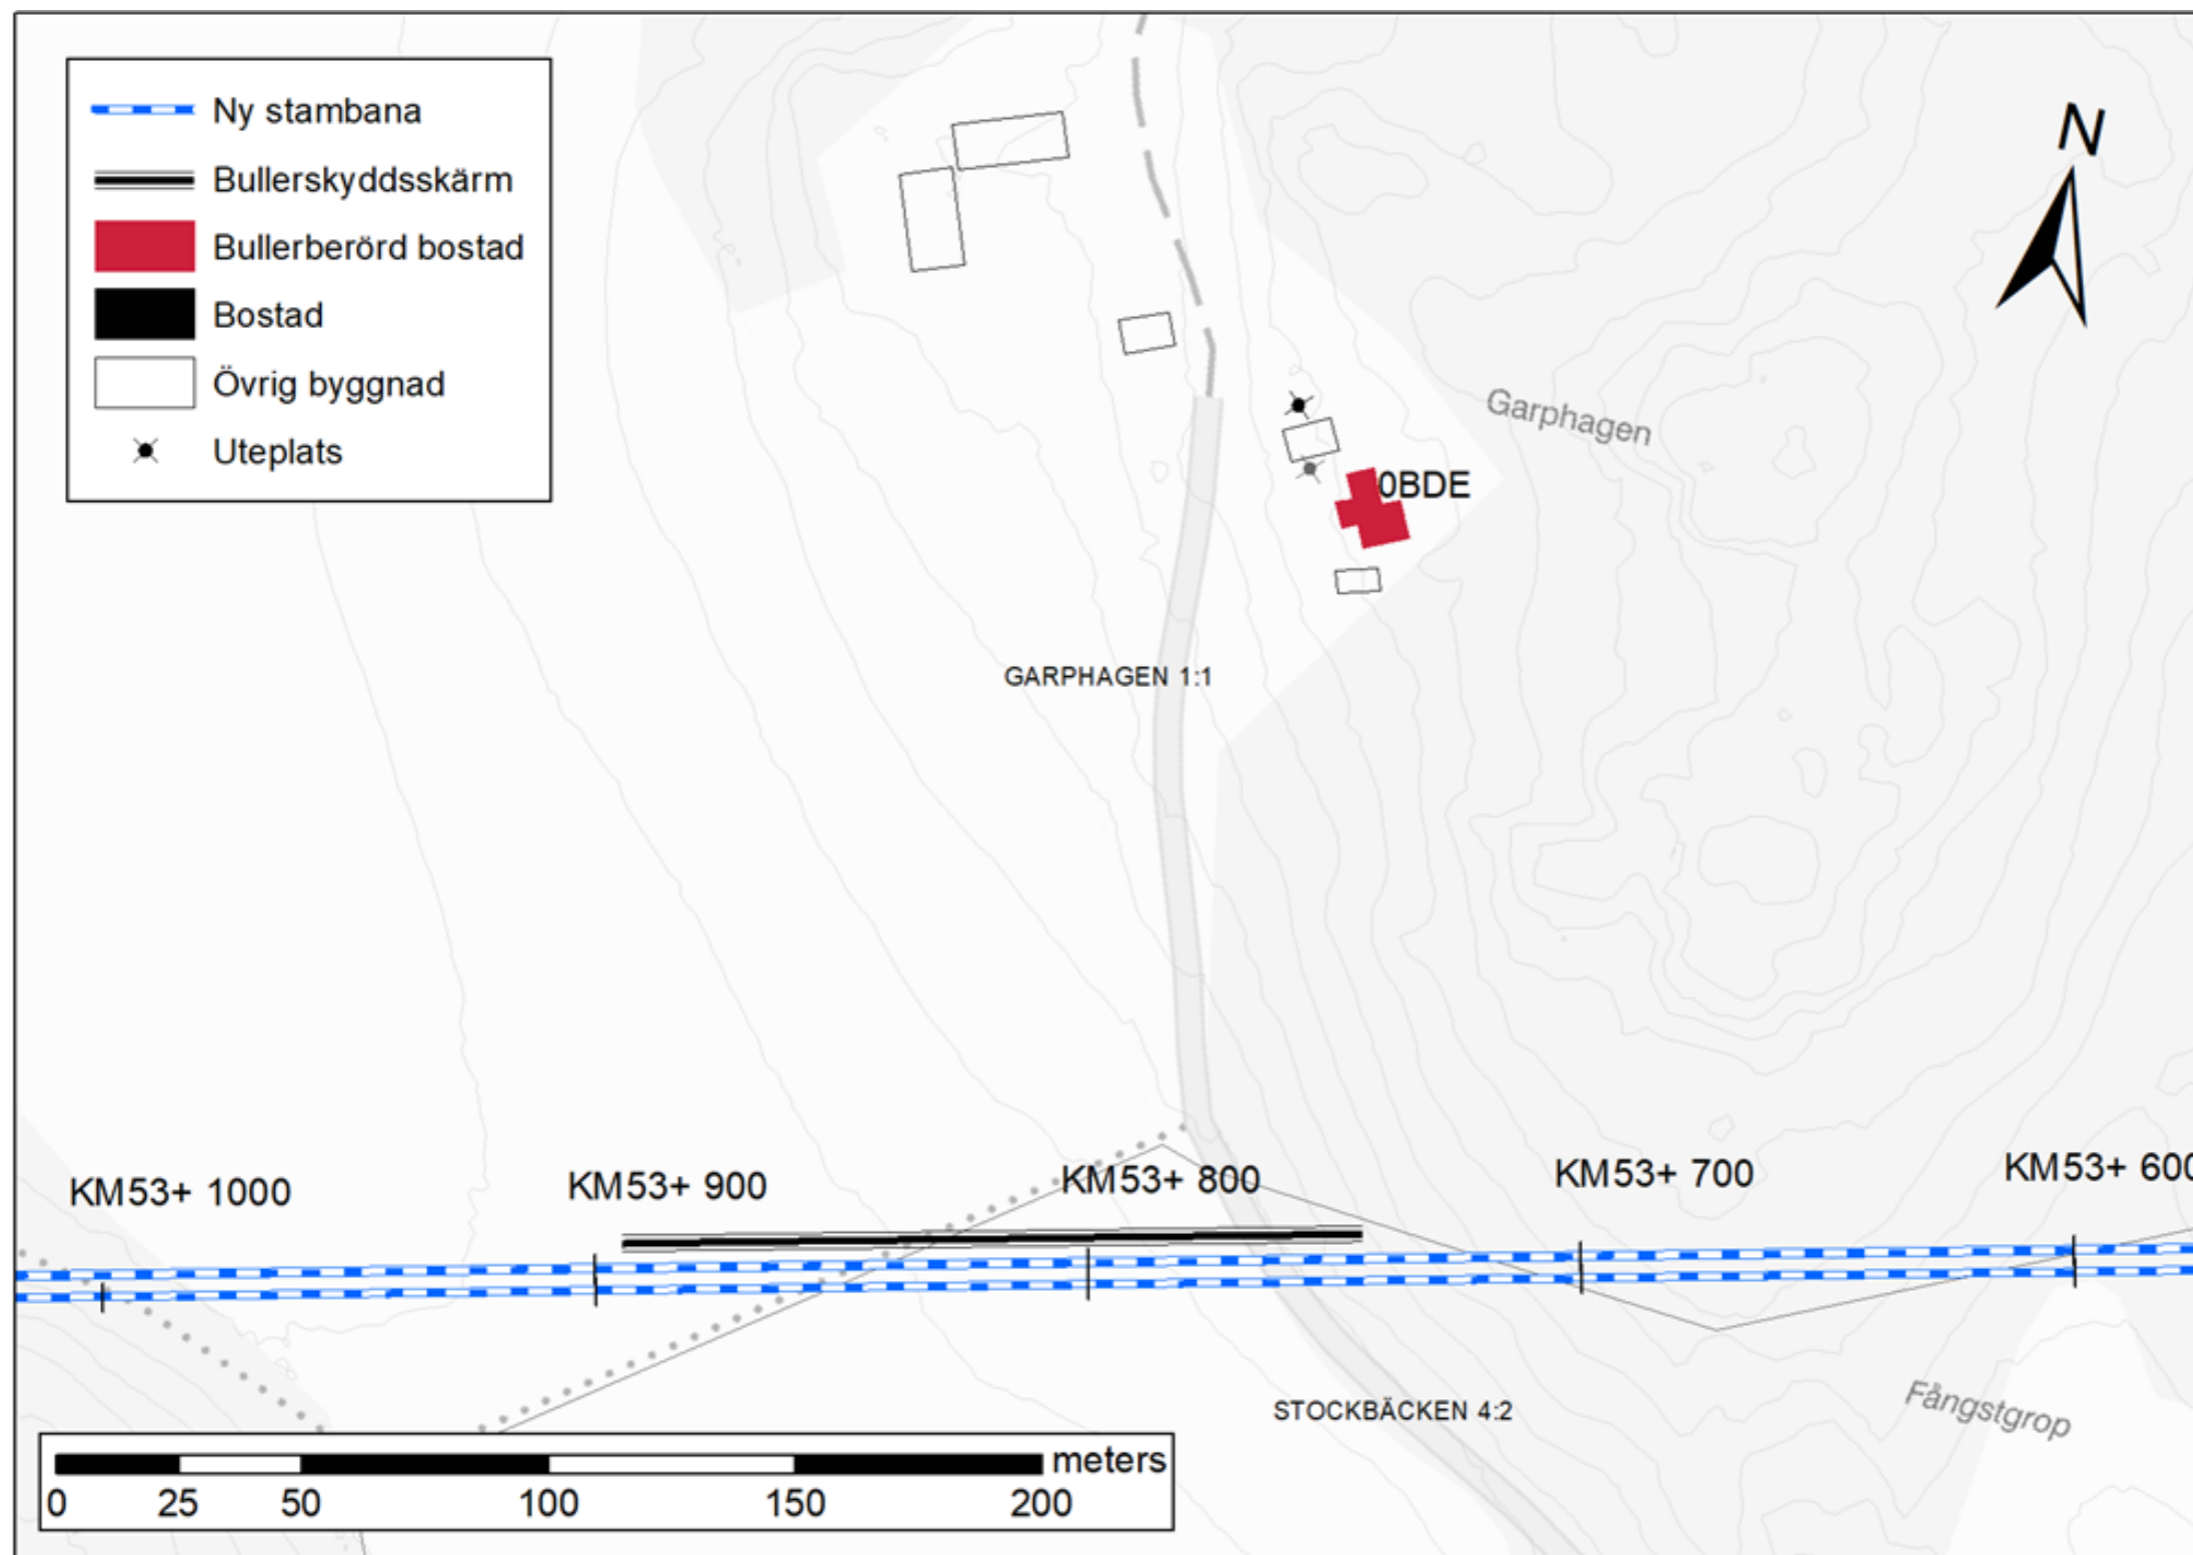 Ny stambana
Bullerskyddsskärm
Bullerberörd bostad
Bostad
Övrig byggnad
Uteplats
N
Garphagen
0BDE
GARPHAGEN 1:1
KM53+ 1000
KM53+ 900
KM53+ 800
KM53+ 700
KM53+ 600
STOCKBÄCKEN 4:2
Fångstgrop
meters
0 25 50 100 150 200